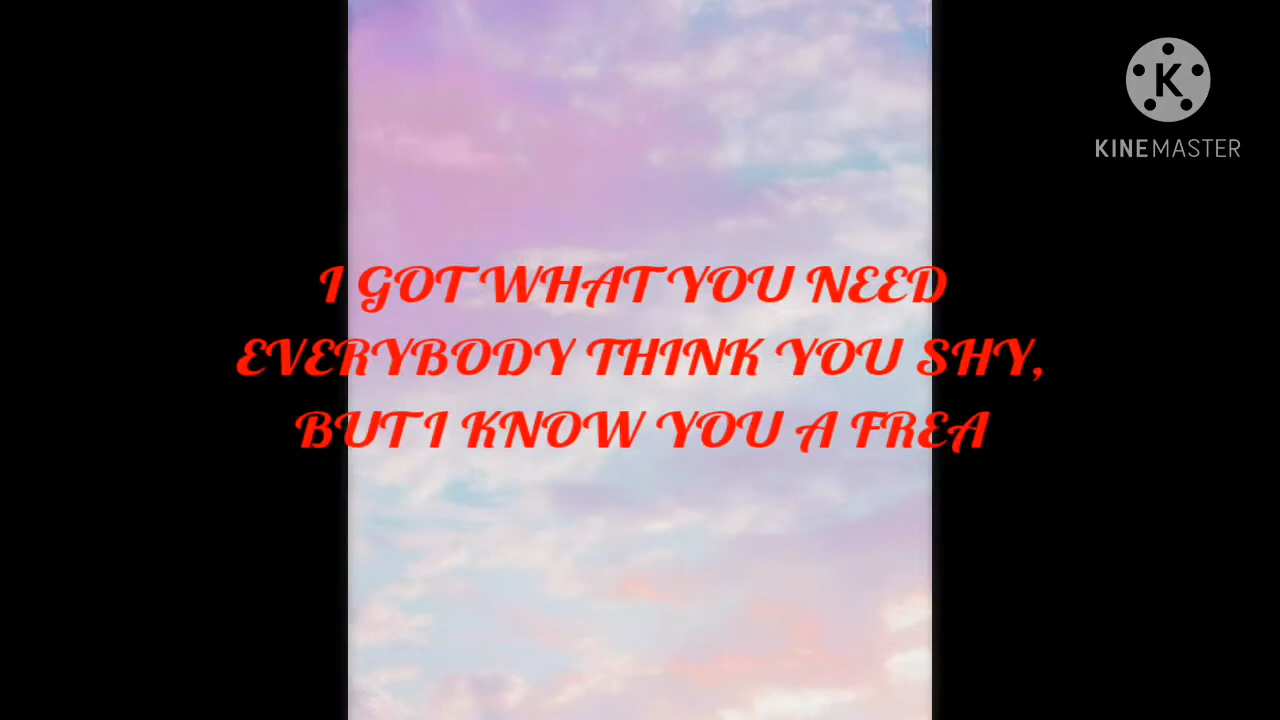 K
KINEMASTER
I GOT WHAT YOU NEED
EVERYBODY THINK YOU SHY,
BUT I KNOW YOU A FREA